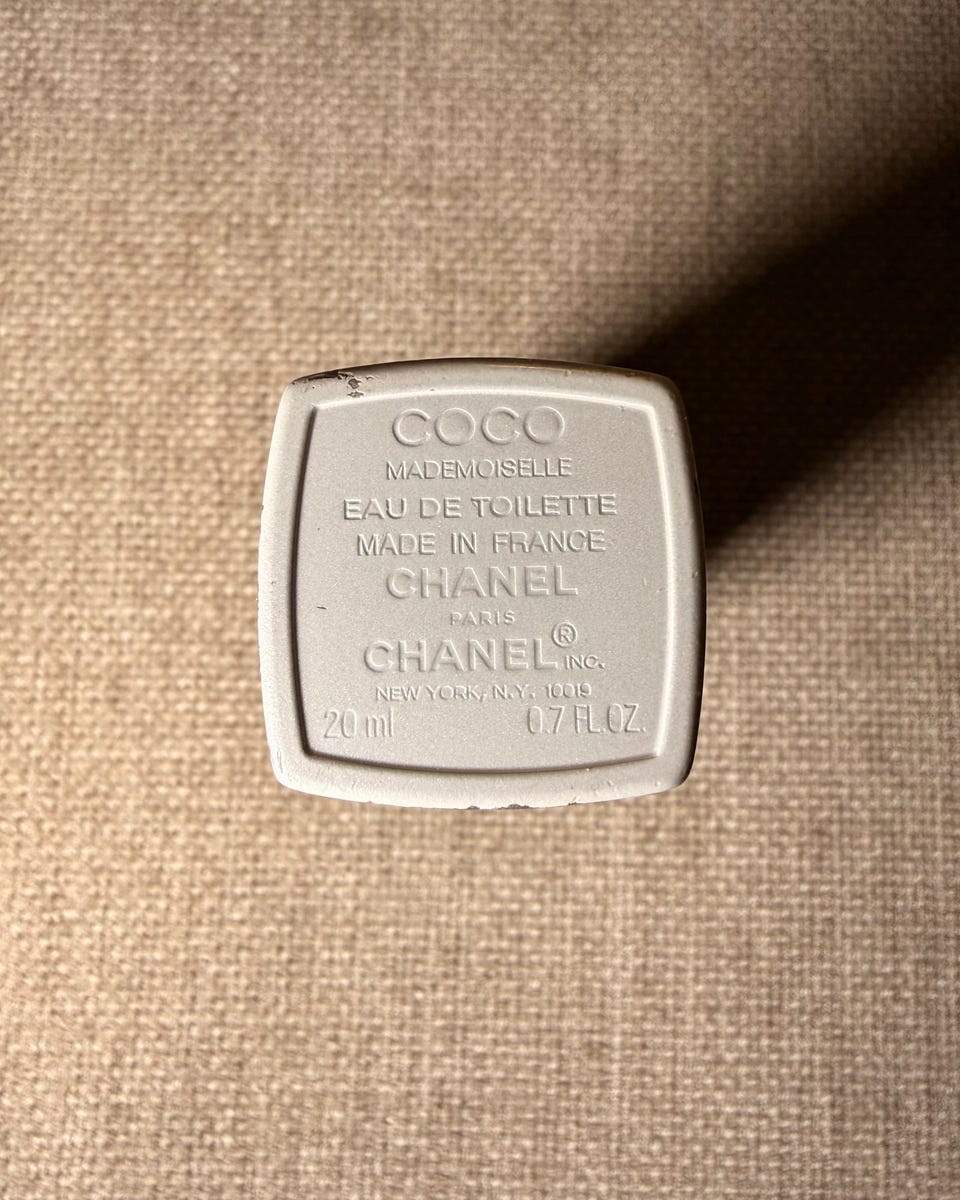 COCO
MADEMOISELLE
EAU DE TOILETTE
MADE IN FRANCE
CHANEL
PARIS
CHANEL® INC.
NEW YORK, N.Y. 10019
20 ml 0.7 FL.OZ.